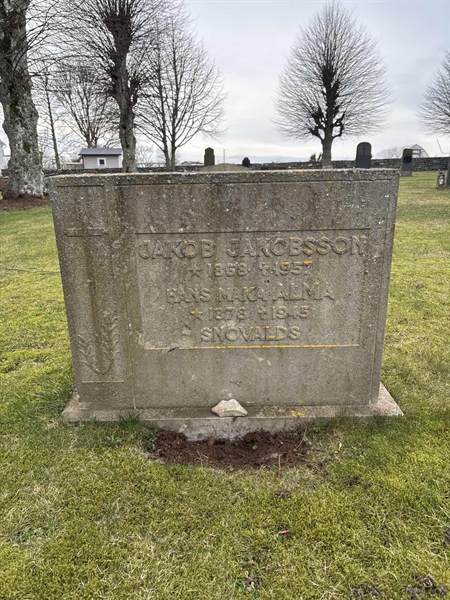 JAKOB JAKOBSSON
* 1868 † 1957
HANS MAKA ALMA
* 1878 † 1945
SNOVALDS